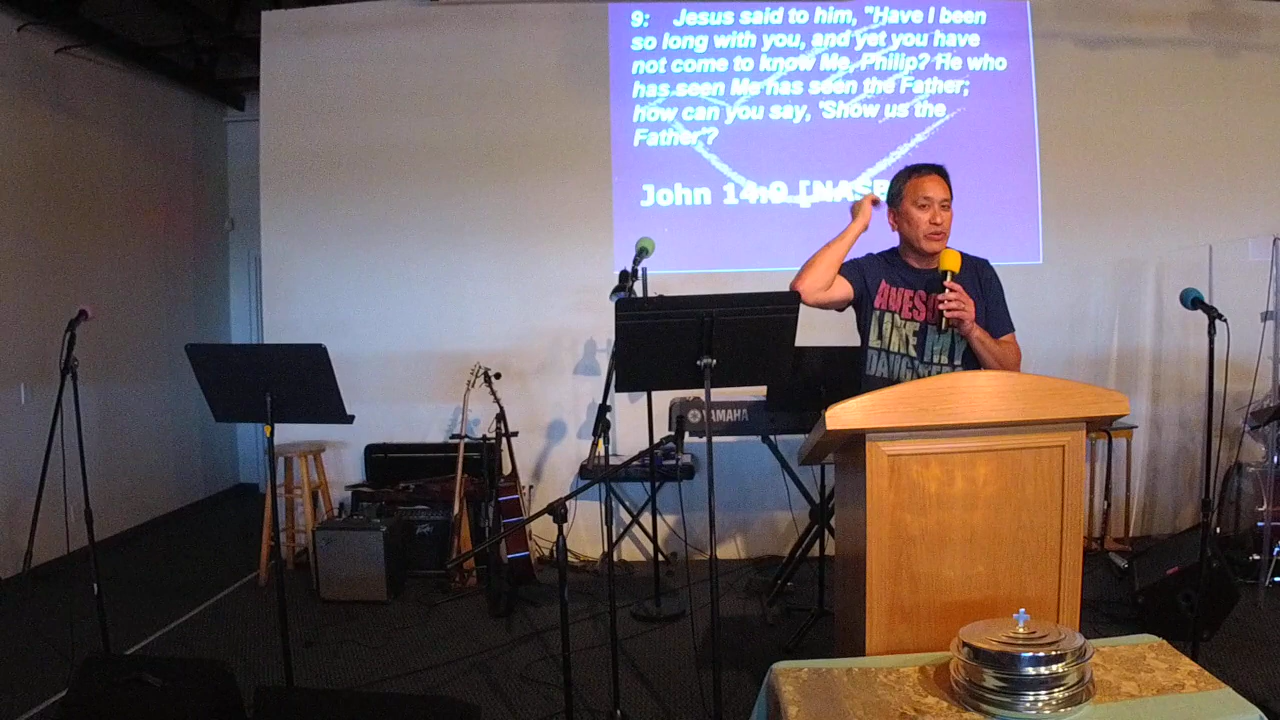 9: Jesus said to him, "Have I been
so long with you, and yet you have
not come to know Me, Philip? He who
has seen Me has seen the Father;
how can you say, 'Show us the
Father'?
John 14:9 [NASB
LIKE MY
YAMAHA
PEAVEY